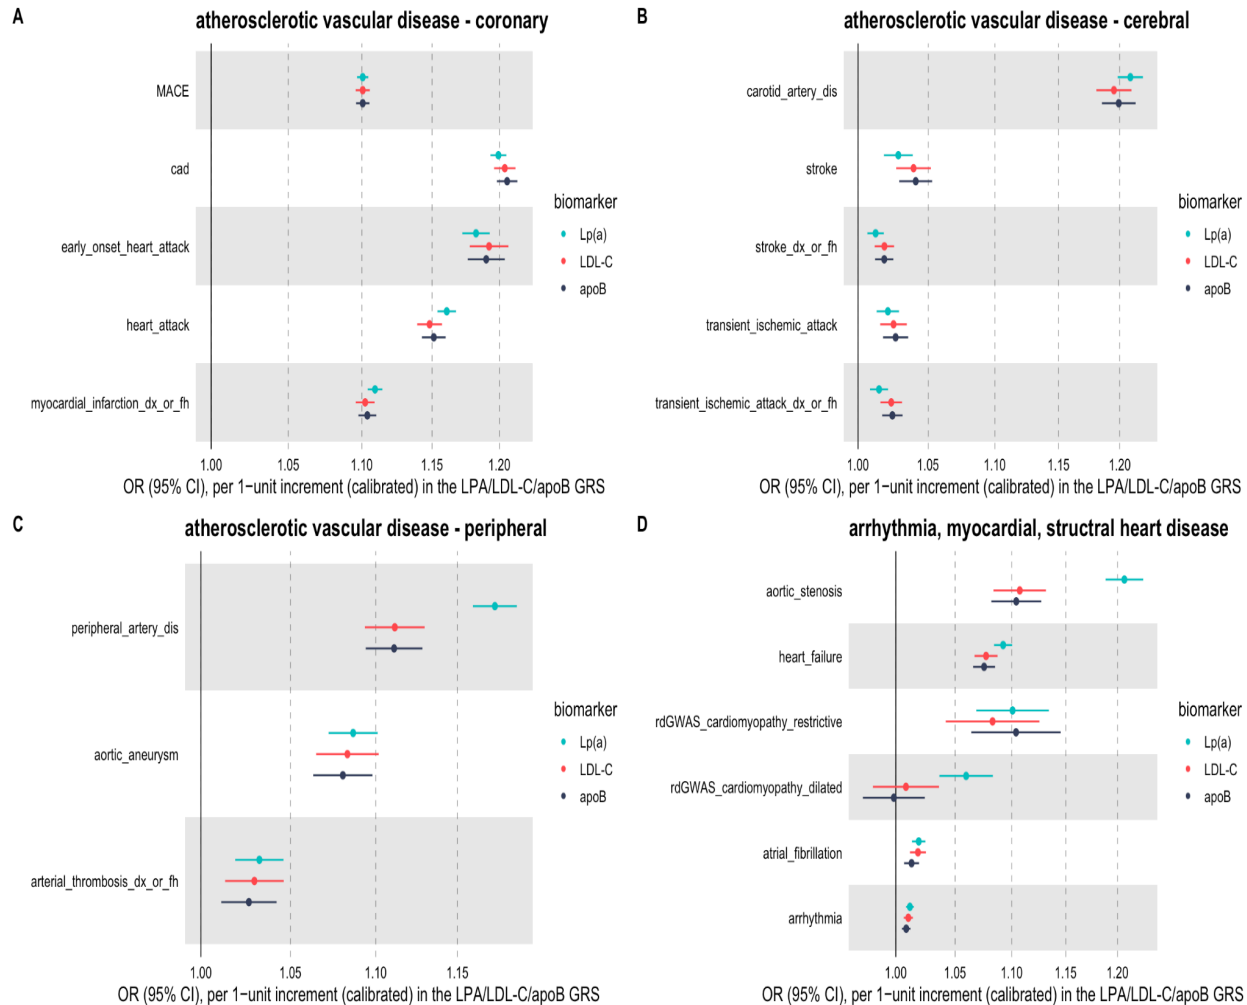 A
atherosclerotic vascular disease - coronary
MACE
cad
early_onset_heart_attack
heart_attack
myocardial_infarction_dx_or_fh
biomarker
Lp(a)
LDL-C
apoB
1.00 1.05 1.10 1.15 1.20
OR (95% CI), per 1−unit increment (calibrated) in the LPA/LDL-C/apoB GRS
B
atherosclerotic vascular disease - cerebral
carotid_artery_dis
stroke
stroke_dx_or_fh
transient_ischemic_attack
transient_ischemic_attack_dx_or_fh
biomarker
Lp(a)
LDL-C
apoB
1.00 1.05 1.10 1.15 1.20
OR (95% CI), per 1−unit increment (calibrated) in the LPA/LDL-C/apoB GRS
C
atherosclerotic vascular disease - peripheral
peripheral_artery_dis
aortic_aneurysm
arterial_thrombosis_dx_or_fh
biomarker
Lp(a)
LDL-C
apoB
1.00 1.05 1.10 1.15
OR (95% CI), per 1−unit increment (calibrated) in the LPA/LDL-C/apoB GRS
D
arrhythmia, myocardial, structral heart disease
aortic_stenosis
heart_failure
rdGWAS_cardiomyopathy_restrictive
rdGWAS_cardiomyopathy_dilated
atrial_fibrillation
arrhythmia
biomarker
Lp(a)
LDL-C
apoB
1.00 1.05 1.10 1.15 1.20
OR (95% CI), per 1−unit increment (calibrated) in the LPA/LDL-C/apoB GRS